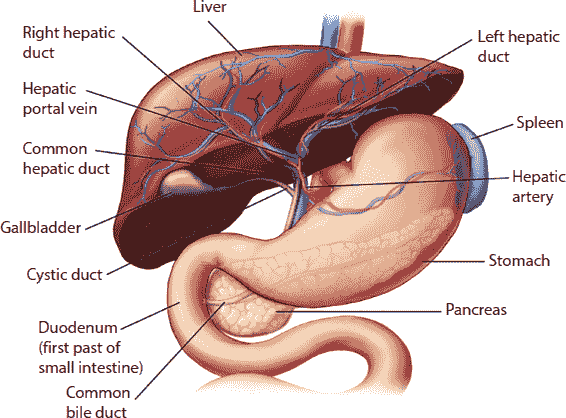 Liver
Right hepatic
duct
Left hepatic
duct
Hepatic
portal vein
Spleen
Common
hepatic duct
Hepatic
artery
Gallbladder
Stomach
Cystic duct
Pancreas
Duodenum
(first past of
small intestine)
Common
bile duct